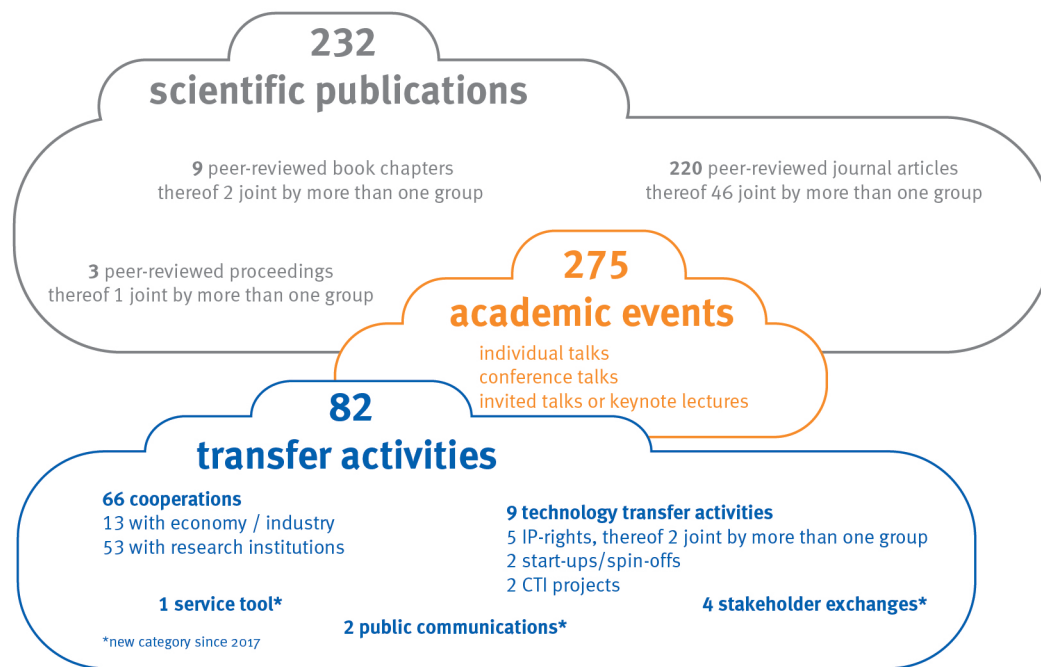 232
scientific publications
9 peer-reviewed book chapters
thereof 2 joint by more than one group
220 peer-reviewed journal articles
thereof 46 joint by more than one group
3 peer-reviewed proceedings
thereof 1 joint by more than one group
275
academic events
individual talks
conference talks
invited talks or keynote lectures
82
transfer activities
66 cooperations
13 with economy / industry
53 with research institutions
9 technology transfer activities
5 IP-rights, thereof 2 joint by more than one group
2 start-ups/spin-offs
2 CTI projects
1 service tool*
4 stakeholder exchanges*
2 public communications*
*new category since 2017